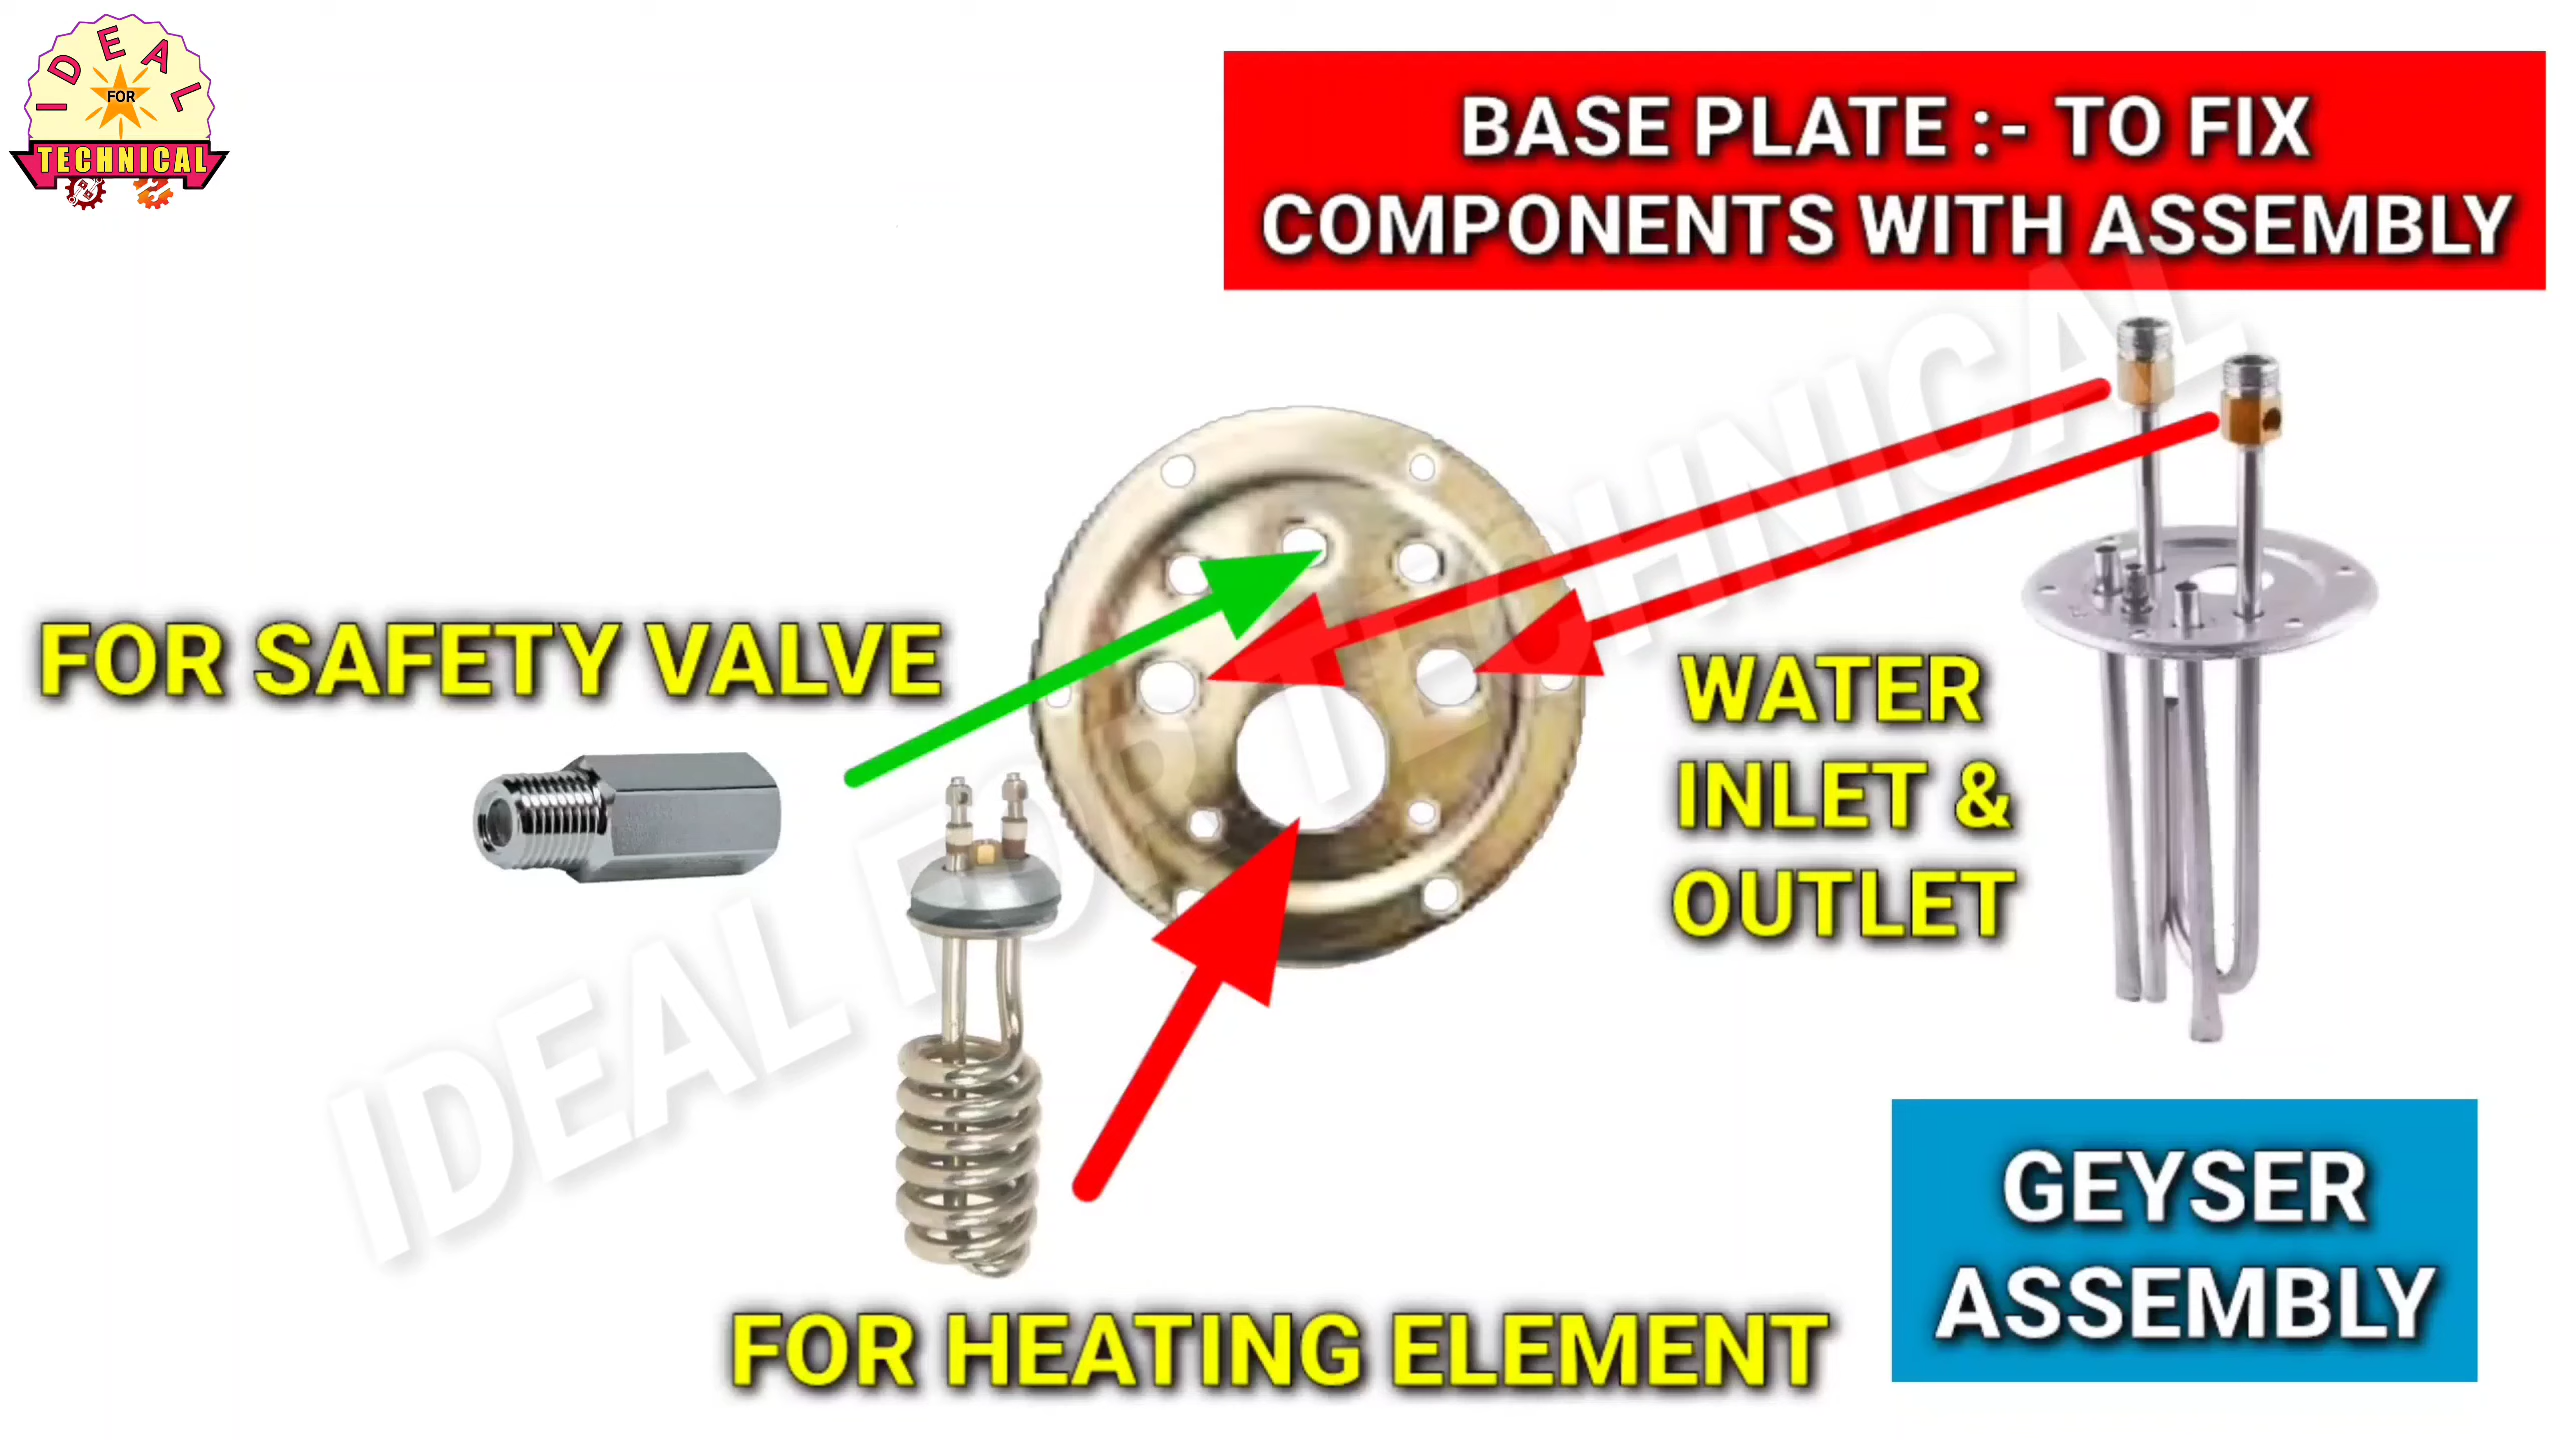 IDEAL
FOR
TECHNICAL
BASE PLATE :- TO FIX
COMPONENTS WITH ASSEMBLY
FOR SAFETY VALVE
WATER
INLET &
OUTLET
IDEAL FOR TECHNICAL
FOR HEATING ELEMENT
GEYSER
ASSEMBLY